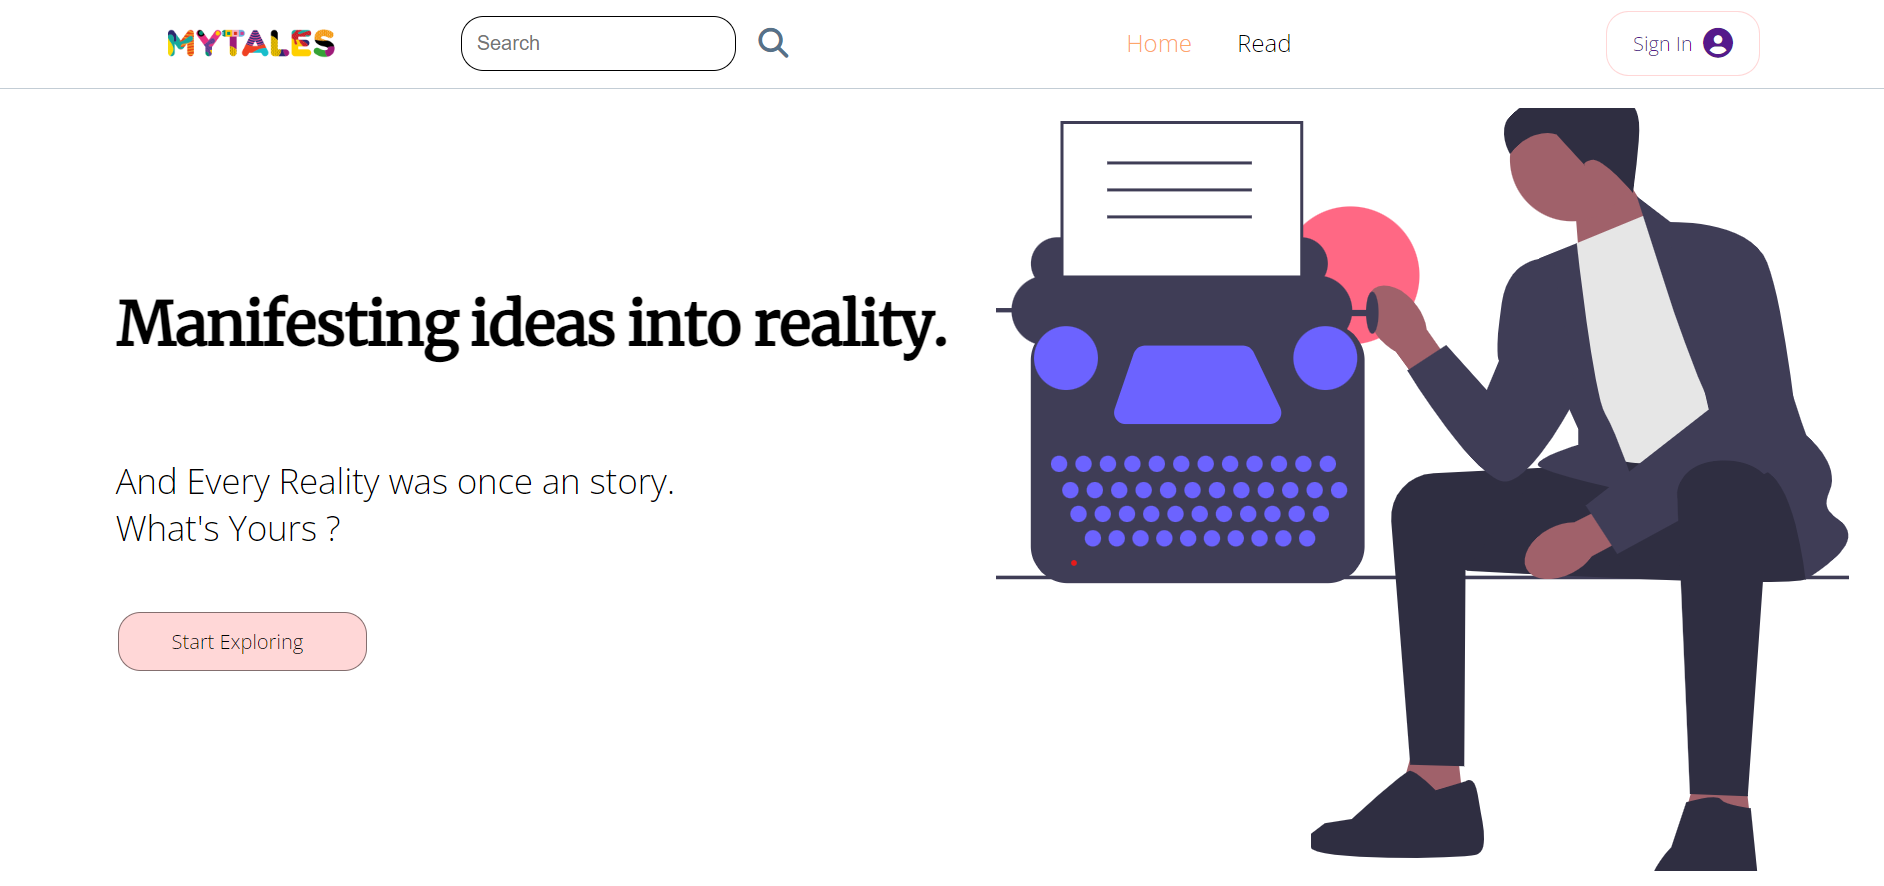 MYTALES
Search
Home
Read
Sign In
Manifesting ideas into reality.
And Every Reality was once an story.
What's Yours ?
Start Exploring